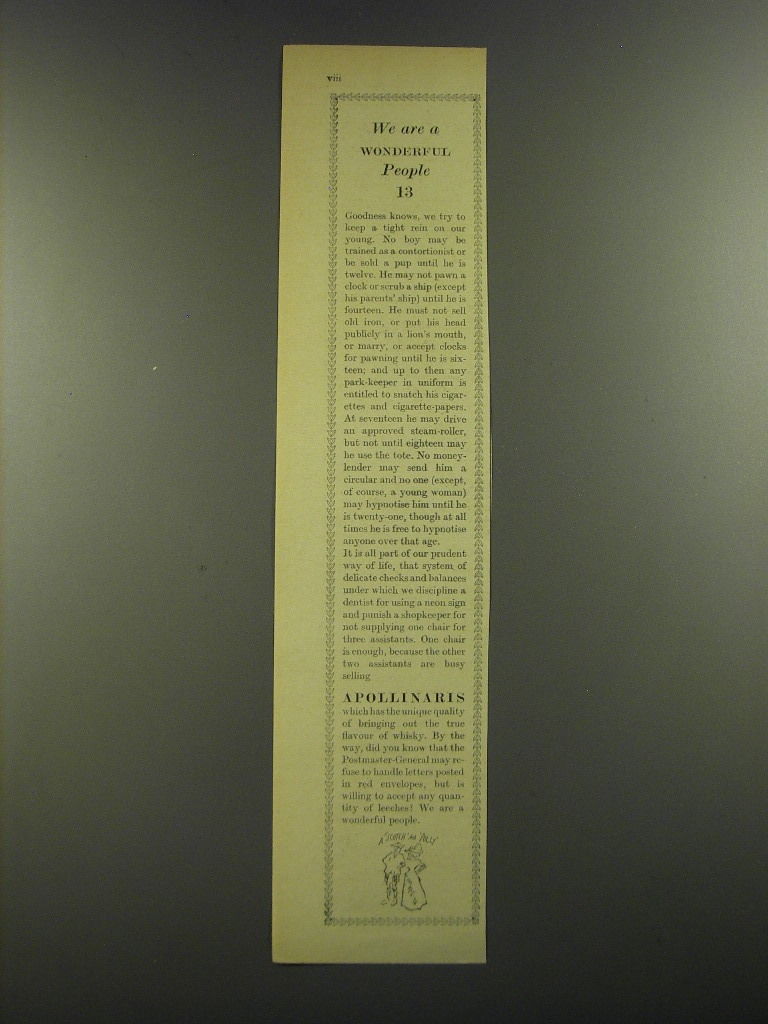 viii
We are a
WONDERFUL
People
13
Goodness knows, we try to
keep a tight rein on our
young. No boy may be
trained as a contortionist or
be sold a pup until he is
twelve. He may not pawn a
clock or scrub a ship (except
his parents' ship) until he is
fourteen. He must not sell
old iron, or put his head
publicly in a lion's mouth,
or marry, or accept clocks
for pawning until he is six-
teen; and up to then any
park-keeper in uniform is
entitled to snatch his cigar-
ettes and cigarette-papers.
At seventeen he may drive
an approved steam-roller,
but not until eighteen may
he use the tote. No money-
lender may send him a
circular and no one (except,
of course, a young woman)
may hypnotise him until he
is twenty-one, though at all
times he is free to hypnotise
anyone over that age.
It is all part of our prudent
way of life, that system of
delicate checks and balances
under which we discipline a
dentist for using a neon sign
and punish a shopkeeper for
not supplying one chair for
three assistants. One chair
is enough, because the other
two assistants are busy
selling
APOLLINARIS
which has the unique quality
of bringing out the true
flavour of whisky. By the
way, did you know that the
Postmaster-General may re-
fuse to handle letters posted
in red envelopes, but is
willing to accept any quan-
tity of leeches! We are a
wonderful people.
A 'SCOTCH' an 'POLLY'